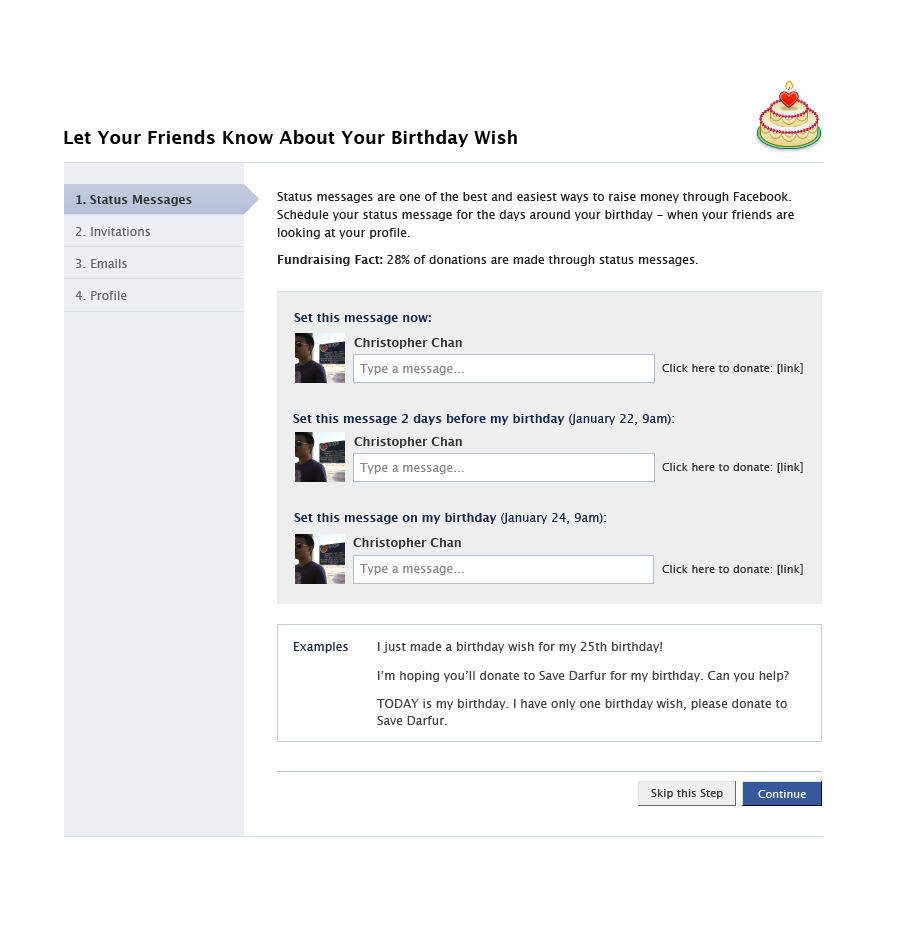 Let Your Friends Know About Your Birthday Wish
1. Status Messages
2. Invitations
3. Emails
4. Profile
Status messages are one of the best and easiest ways to raise money through Facebook.
Schedule your status message for the days around your birthday – when your friends are
looking at your profile.
Fundraising Fact: 28% of donations are made through status messages.
Set this message now:
Christopher Chan
Type a message...
Click here to donate: [link]
Set this message 2 days before my birthday (January 22, 9am):
Christopher Chan
Type a message...
Click here to donate: [link]
Set this message on my birthday (January 24, 9am):
Christopher Chan
Type a message...
Click here to donate: [link]
Examples
I just made a birthday wish for my 25th birthday!
I’m hoping you’ll donate to Save Darfur for my birthday. Can you help?
TODAY is my birthday. I have only one birthday wish, please donate to
Save Darfur.
Skip this Step
Continue